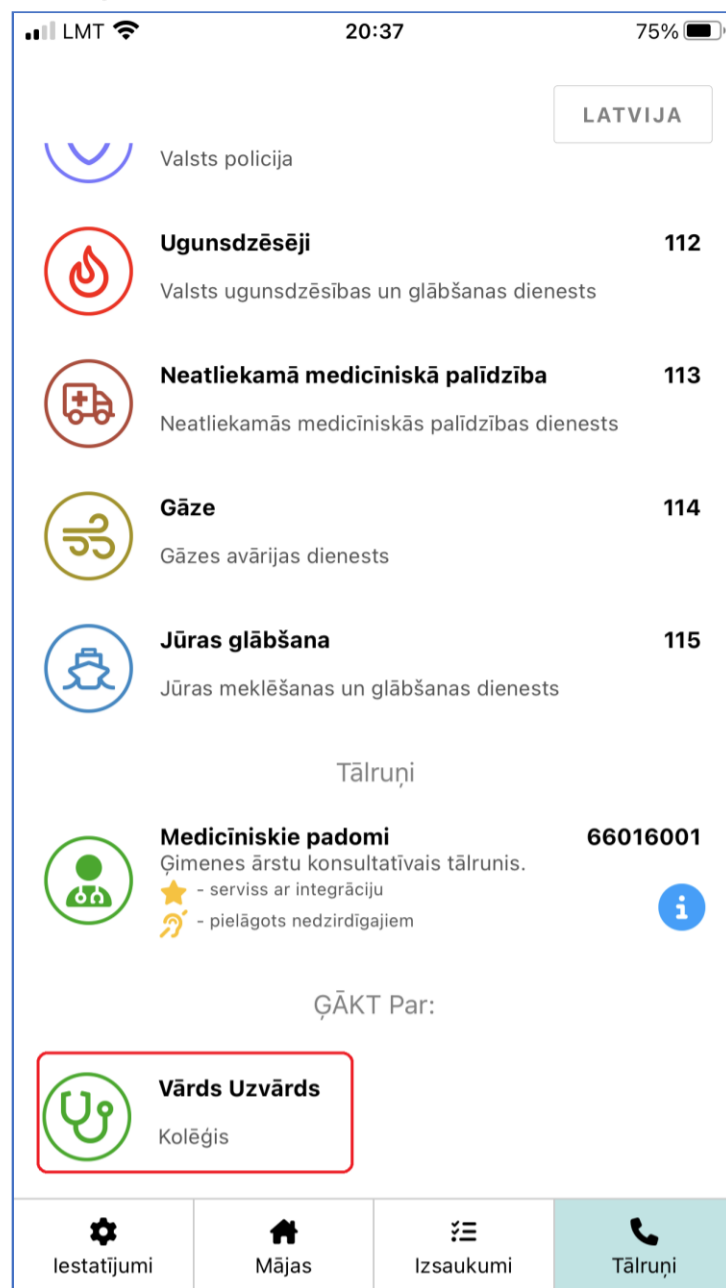 LMT 20:37 75%
LATVIJA
Valsts policija
Ugunsdzēsēji 112
Valsts ugunsdzēsības un glābšanas dienests
Neatliekamā medicīniskā palīdzība 113
Neatliekamās medicīniskās palīdzības dienests
Gāze 114
Gāzes avārijas dienests
Jūras glābšana 115
Jūras meklēšanas un glābšanas dienests
Tālruņi
Medicīniskie padomi 66016001
Ģimenes ārstu konsultatīvais tālrunis.
- serviss ar integrāciju
- pielāgots nedzirdīgajiem
ĢĀKT Par:
Vārds Uzvārds
Kolēģis
Iestatījumi Mājas Izsaukumi Tālruņi